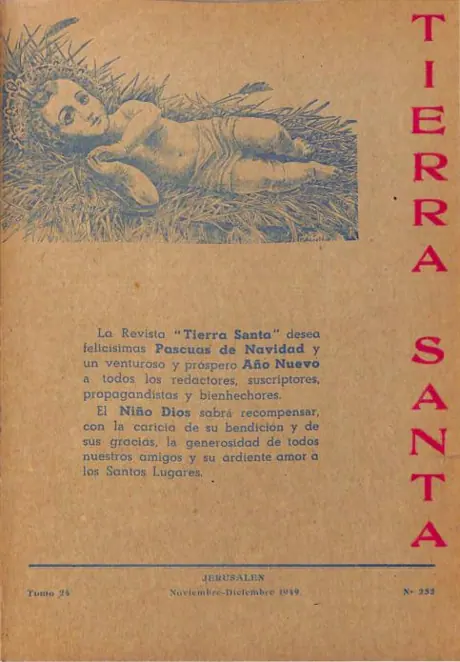 TIERRA SANTA
La Revista "Tierra Santa" desea
felicísimas Pascuas de Navidad y
un venturoso y próspero Año Nuevo
a todos los redactores, suscriptores,
propagandistas y bienhechores.
El Niño Dios sabrá recompensar,
con la caricia de su bendición y de
sus gracias, la generosidad de todos
nuestros amigos y su ardiente amor a
los Santos Lugares.
JERUSALEN
Tomo 24 Noviembre-Diciembre 1949 Nº